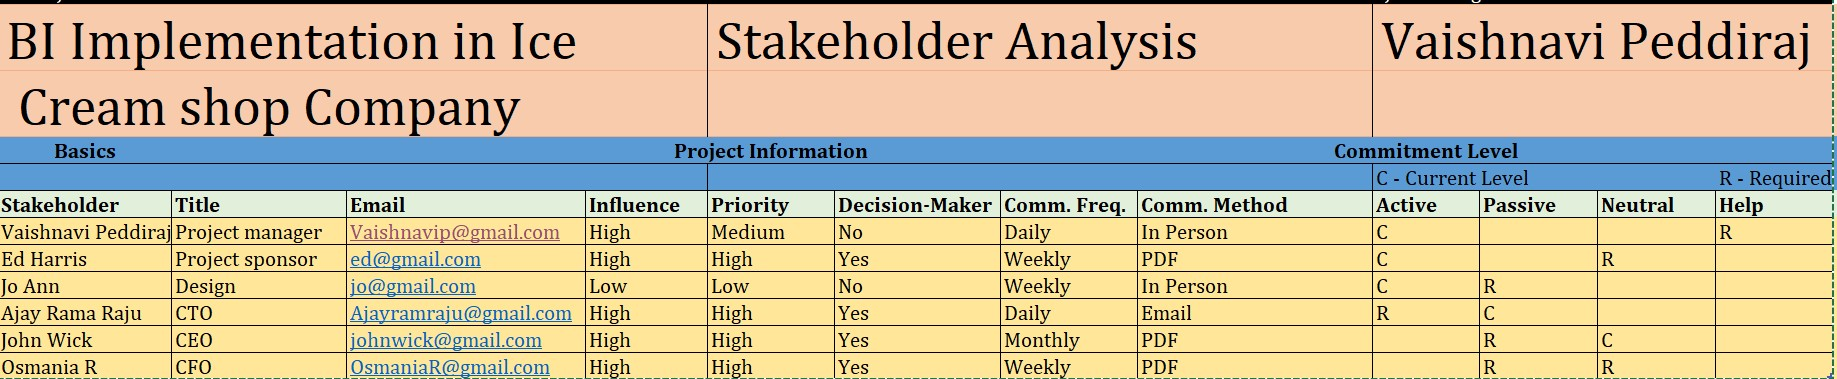 BI Implementation in Ice Stakeholder Analysis Vaishnavi Peddiraj
Cream shop Company
Basics Project Information Commitment Level
C - Current Level R - Required
Stakeholder Title Email Influence Priority Decision-Maker Comm. Freq. Comm. Method Active Passive Neutral Help
Vaishnavi Peddiraj Project manager Vaishnavip@gmail.com High Medium No Daily In Person C R
Ed Harris Project sponsor ed@gmail.com High High Yes Weekly PDF C R
Jo Ann Design jo@gmail.com Low Low No Weekly In Person C R
Ajay Rama Raju CTO Ajayramraju@gmail.com High High Yes Daily Email R C
John Wick CEO johnwick@gmail.com High High Yes Monthly PDF R C
Osmania R CFO OsmaniaR@gmail.com High High Yes Weekly PDF R R